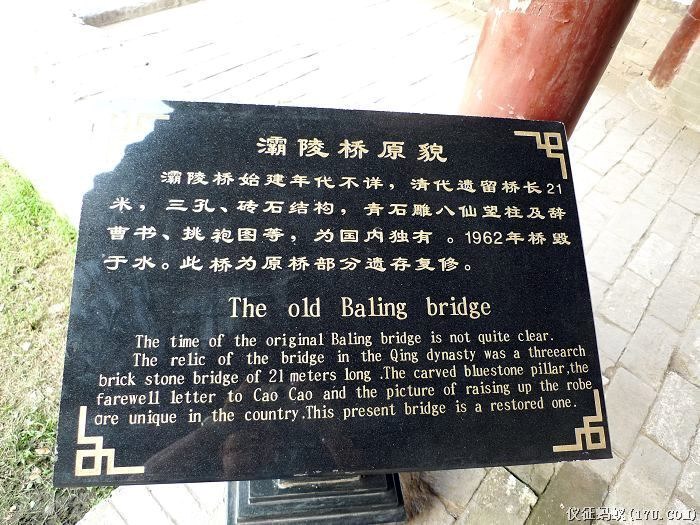 灞陵桥原貌
灞陵桥始建年代不详，清代遗留桥长21
米，三孔、砖石结构，青石雕八仙望柱及辞
曹书、挑袍图等，为国内独有。1962年桥毁
于水。此桥为原桥部分遗存复修。
The old Baling bridge
The time of the original Baling bridge is not quite clear.
The relic of the bridge in the Qing dynasty was a threearch
brick stone bridge of 21 meters long .The carved bluestone pillar,the
farewell letter to Cao Cao and the picture of raising up the robe
are unique in the country.This present bridge is a restored one.
仪征蚂蚁(17U.CO1)